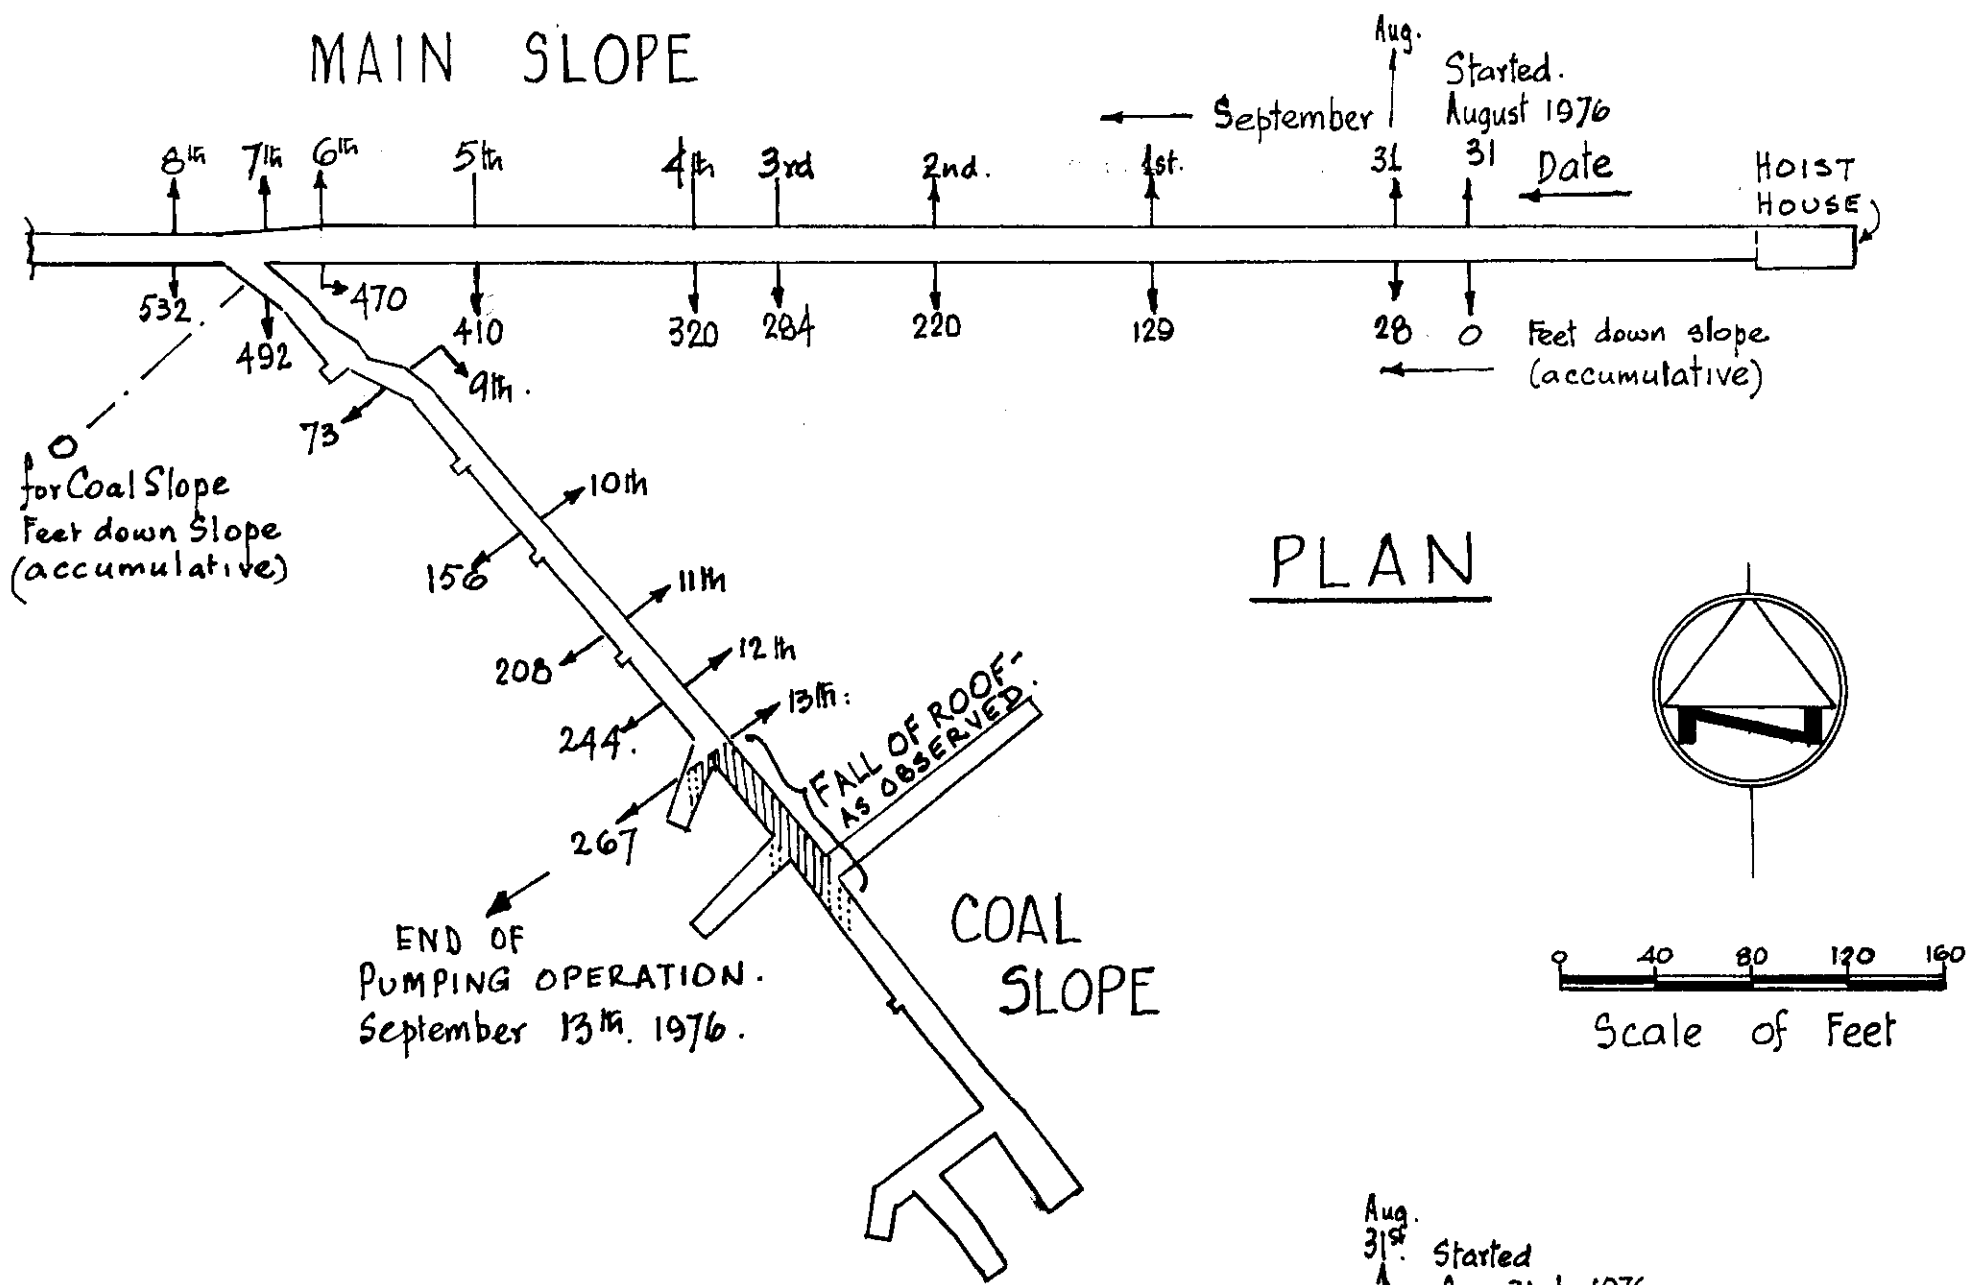 MAIN SLOPE
Aug.
Started.
August 1976
September
8th 7th 6th 5th 4th 3rd 2nd. 1st. 31 31 Date
HOIST
HOUSE
532 492 470 410 320 284 220 129 28 0 Feet down slope
(accumulative)
O
for Coal Slope
Feet down Slope
(accumulative)
9th.
73
10th
156
11th
208
12th
244.
13th.
267
FALL OF ROOF-
AS OBSERVED.
END OF
PUMPING OPERATION.
September 13th. 1976.
COAL
SLOPE
PLAN
N
0 40 80 120 160
Scale of Feet
Aug.
31st. Started